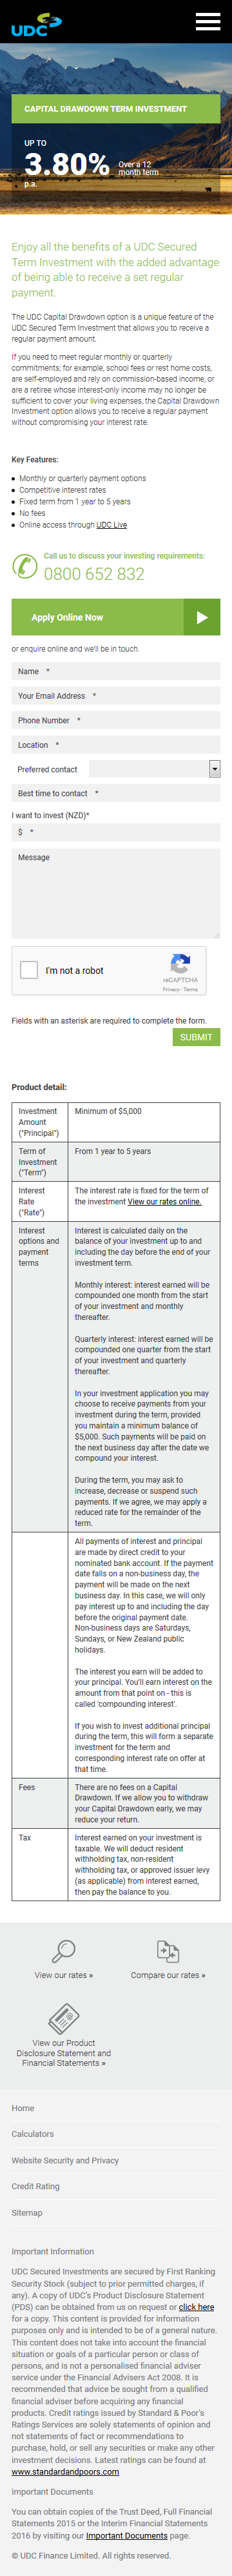 UDC
CAPITAL DRAWDOWN TERM INVESTMENT
UP TO
3.80% Over a 12
month term
p.a.
Enjoy all the benefits of a UDC Secured
Term Investment with the added advantage
of being able to receive a set regular
payment.
The UDC Capital Drawdown option is a unique feature of the
UDC Secured Term Investment that allows you to receive a
regular payment amount.
If you need to meet regular monthly or quarterly
commitments; for example, school fees or rest home costs,
are self-employed and rely on commission-based income, or
are a retiree whose interest-only income may no longer be
sufficient to cover your living expenses, the Capital Drawdown
Investment option allows you to receive a regular payment
without compromising your interest rate.
Key Features:
Monthly or quarterly payment options
Competitive interest rates
Fixed term from 1 year to 5 years
No fees
Online access through UDC Live
Call us to discuss your investing requirements:
0800 652 832
Apply Online Now
or enquire online and we'll be in touch.
Name *
Your Email Address *
Phone Number *
Location *
Preferred contact
Best time to contact *
I want to invest (NZD)*
$ *
Message
I'm not a robot
reCAPTCHA
Privacy - Terms
Fields with an asterisk are required to complete the form.
SUBMIT
Product detail:
Investment
Amount
("Principal")
Minimum of $5,000
Term of
Investment
("Term")
From 1 year to 5 years
Interest
Rate
("Rate")
The interest rate is fixed for the term of
the investment View our rates online.
Interest
options and
payment
terms
Interest is calculated daily on the
balance of your investment up to and
including the day before the end of your
investment term.
Monthly interest: interest earned will be
compounded one month from the start
of your investment and monthly
thereafter.
Quarterly interest: interest earned will be
compounded one quarter from the start
of your investment and quarterly
thereafter.
In your investment application you may
choose to receive payments from your
investment during the term, provided
you maintain a minimum balance of
$5,000. Such payments will be paid on
the next business day after the date we
compound your interest.
During the term, you may ask to
increase, decrease or suspend such
payments. If we agree, we may apply a
reduced rate for the remainder of the
term.
All payments of interest and principal
are made by direct credit to your
nominated bank account. If the payment
date falls on a non-business day, the
payment will be made on the next
business day. In this case, we will only
pay interest up to and including the day
before the original payment date.
Non-business days are Saturdays,
Sundays, or New Zealand public
holidays.
The interest you earn will be added to
your principal. You'll earn interest on the
amount from that point on - this is
called 'compounding interest'.
If you wish to invest additional principal
during the term, this will form a separate
investment for the term and
corresponding interest rate on offer at
that time.
Fees
There are no fees on a Capital
Drawdown. If we allow you to withdraw
your Capital Drawdown early, we may
reduce your return.
Tax
Interest earned on your investment is
taxable. We will deduct resident
withholding tax, non-resident
withholding tax, or approved issuer levy
(as applicable) from interest earned,
then pay the balance to you.
View our rates »
Compare our rates »
View our Product
Disclosure Statement and
Financial Statements »
Home
Calculators
Website Security and Privacy
Credit Rating
Sitemap
Important Information
UDC Secured Investments are secured by First Ranking
Security Stock (subject to prior permitted charges, if
any). A copy of UDC's Product Disclosure Statement
(PDS) can be obtained from us on request or click here
for a copy. This content is provided for information
purposes only and is intended to be of a general nature.
This content does not take into account the financial
situation or goals of a particular person or class of
persons, and is not a personalised financial adviser
service under the Financial Advisers Act 2008. It is
recommended that advice be sought from a qualified
financial adviser before acquiring any financial
products. Credit ratings issued by Standard & Poor's
Ratings Services are solely statements of opinion and
not statements of fact or recommendations to
purchase, hold, or sell any securities or make any other
investment decisions. Latest ratings can be found at
www.standardandpoors.com
Important Documents
You can obtain copies of the Trust Deed, Full Financial
Statements 2015 or the Interim Financial Statements
2016 by visiting our Important Documents page.
© UDC Finance Limited. All rights reserved.